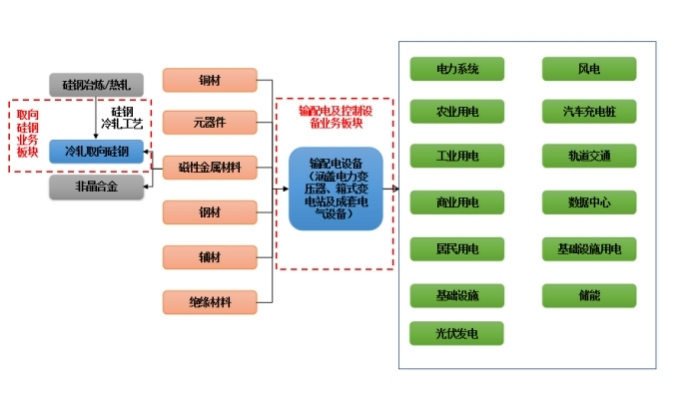 硅钢冶炼/热轧
取向
硅钢
业务
板块
硅钢
冷轧工艺
冷轧取向硅钢
非晶合金
铜材
元器件
磁性金属材料
钢材
辅材
绝缘材料
输配电及控制设
备业务板块
输配电设备
（涵盖电力变
压器、箱式变
电站及成套电
气设备）
电力系统
风电
农业用电
汽车充电桩
工业用电
轨道交通
商业用电
数据中心
居民用电
基础设施用电
基础设施
储能
光伏发电